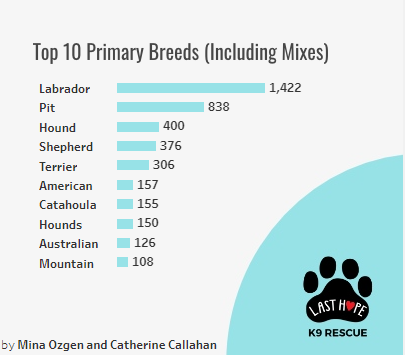 Top 10 Primary Breeds (Including Mixes)
Labrador 1,422
Pit 838
Hound 400
Shepherd 376
Terrier 306
American 157
Catahoula 155
Hounds 150
Australian 126
Mountain 108
LAST HOPE
K9 RESCUE
by Mina Ozgen and Catherine Callahan